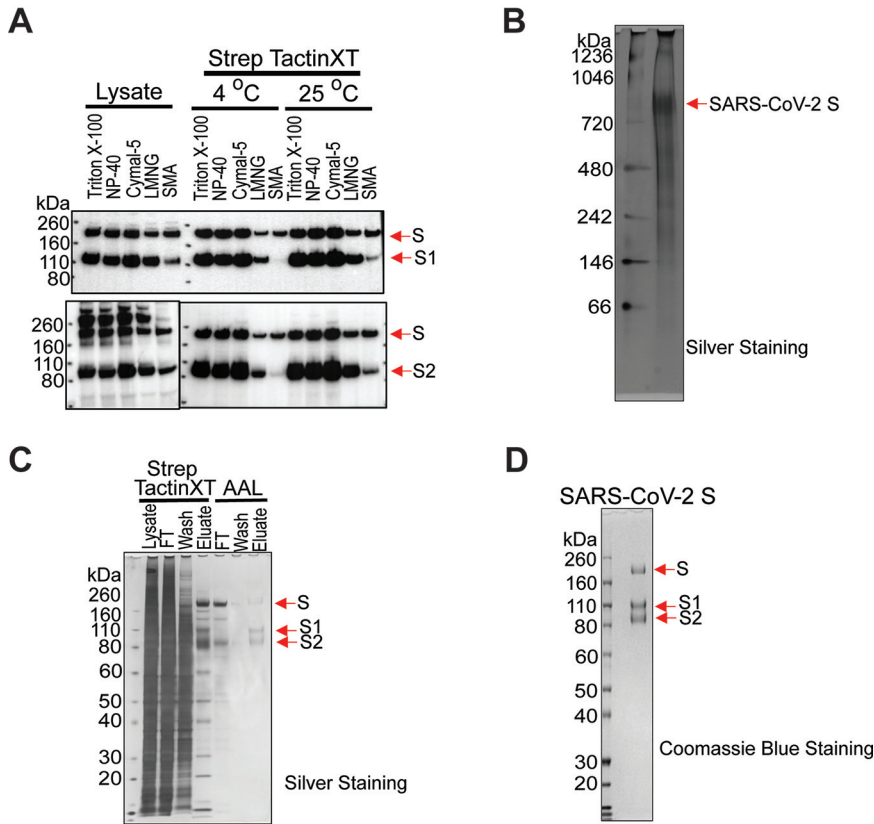 A
Strep TactinXT
Lysate
4 °C
25 °C
Triton X-100
NP-40
Cymal-5
LMNG
SMA
Triton X-100
NP-40
Cymal-5
LMNG
SMA
Triton X-100
NP-40
Cymal-5
LMNG
SMA
kDa
260
160
110
80
S
S1
260
160
110
80
S
S2
B
kDa
1236
1046
720
480
242
146
66
SARS-CoV-2 S
Silver Staining
C
Strep
TactinXT
AAL
Lysate
FT
Wash
Eluate
FT
Wash
Eluate
kDa
260
160
110
80
60
50
40
30
20
S
S1
S2
Silver Staining
D
SARS-CoV-2 S
kDa
260
160
110
80
60
50
40
30
20
S
S1
S2
Coomassie Blue Staining